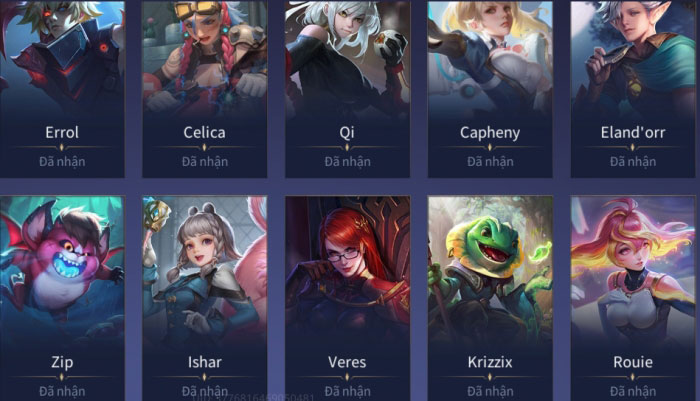 Errol
Celica
Qi
Capheny
Eland'orr
Đã nhận
Đã nhận
Đã nhận
Đã nhận
Đã nhận
Zip
Ishar
Veres
Krizzix
Rouie
Đã nhận
Đã nhận
Đã nhận
Đã nhận
Đã nhận